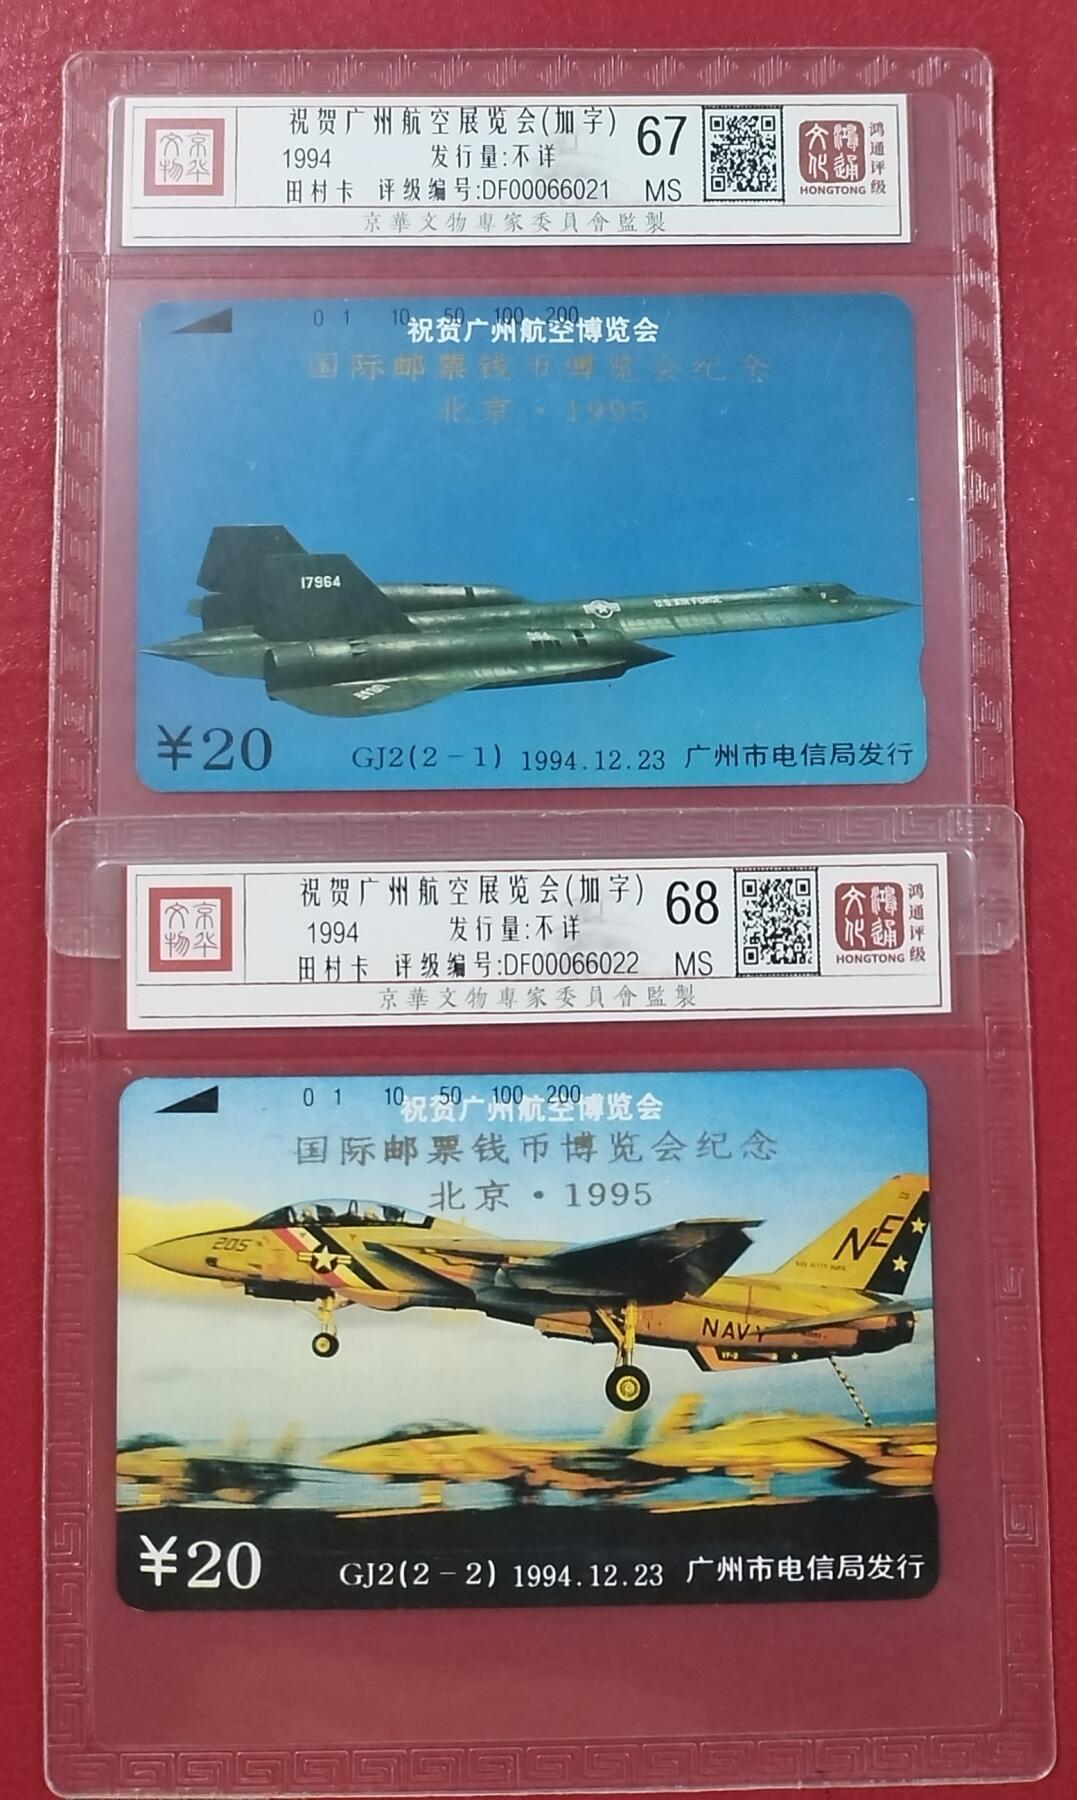 京华
文物
祝贺广州航空展览会(加字)
1994 发行量:不详
田村卡 评级编号:DF00066021
67
MS
鸿通
文化
HONGTONG
鸿通评级
京華文物專家委員會監製
0 1 10 50 100 200
祝贺广州航空博览会
国际邮票钱币博览会纪念
北京·1995
17964
U.S. AIR FORCE
¥20
GJ2(2-1) 1994.12.23 广州市电信局发行
京华
文物
祝贺广州航空展览会(加字)
1994 发行量:不详
田村卡 评级编号:DF00066022
68
MS
鸿通
文化
HONGTONG
鸿通评级
京華文物專家委員會監製
0 1 10 50 100 200
祝贺广州航空博览会
国际邮票钱币博览会纪念
北京·1995
205
NE
NAVY
¥20
GJ2(2-2) 1994.12.23 广州市电信局发行